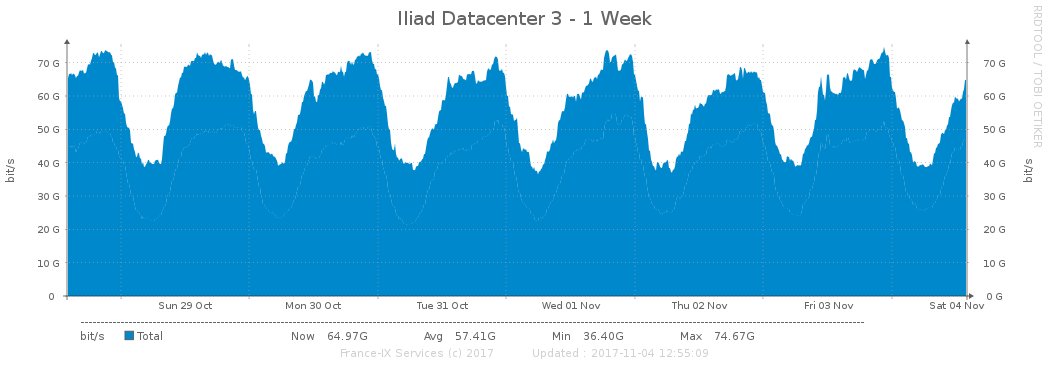 Iliad Datacenter 3 - 1 Week
RRDTOOL / TOBI OETIKER
bit/s
70 G 70 G
60 G 60 G
50 G 50 G
40 G 40 G
30 G 30 G
20 G 20 G
10 G 10 G
0 0 G
bit/s
Sun 29 Oct Mon 30 Oct Tue 31 Oct Wed 01 Nov Thu 02 Nov Fri 03 Nov Sat 04 Nov
bit/s Total Now 64.97G Avg 57.41G Min 36.40G Max 74.67G
France-IX Services (c) 2017 Updated : 2017-11-04 12:55:09